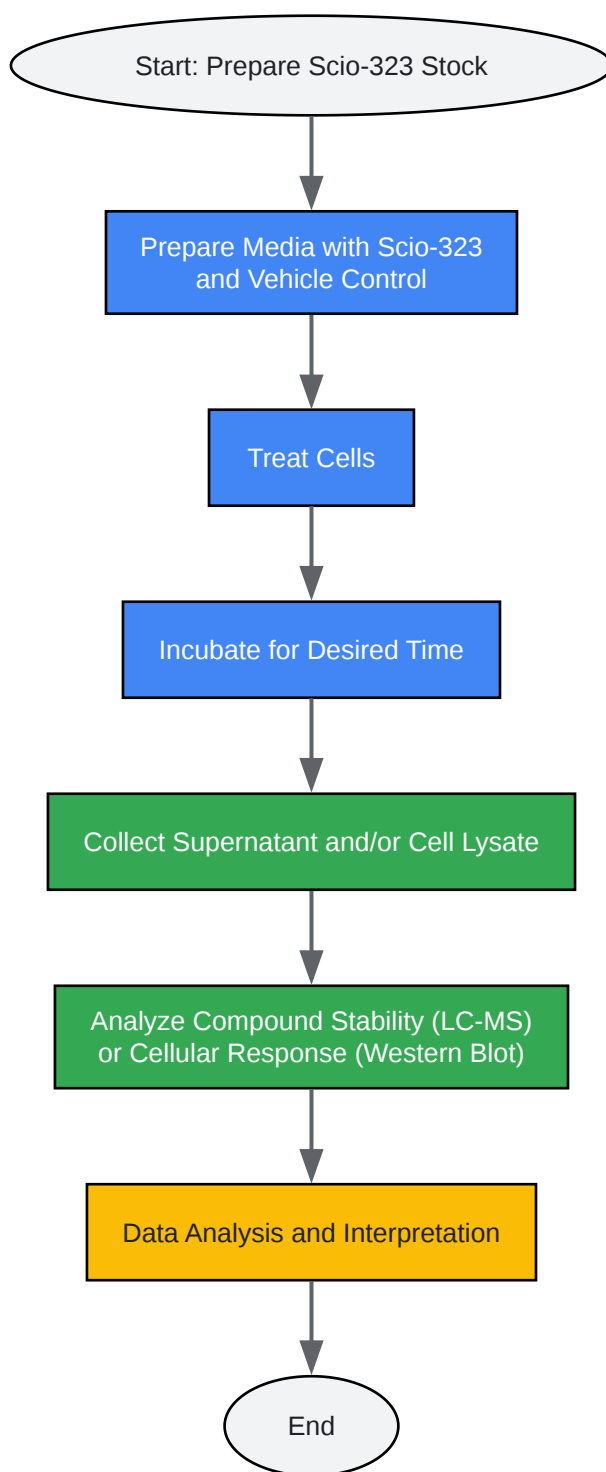 Start: Prepare Scio-323 Stock
Prepare Media with Scio-323
and Vehicle Control
Treat Cells
Incubate for Desired Time
Collect Supernatant and/or Cell Lysate
Analyze Compound Stability (LC-MS)
or Cellular Response (Western Blot)
Data Analysis and Interpretation
End